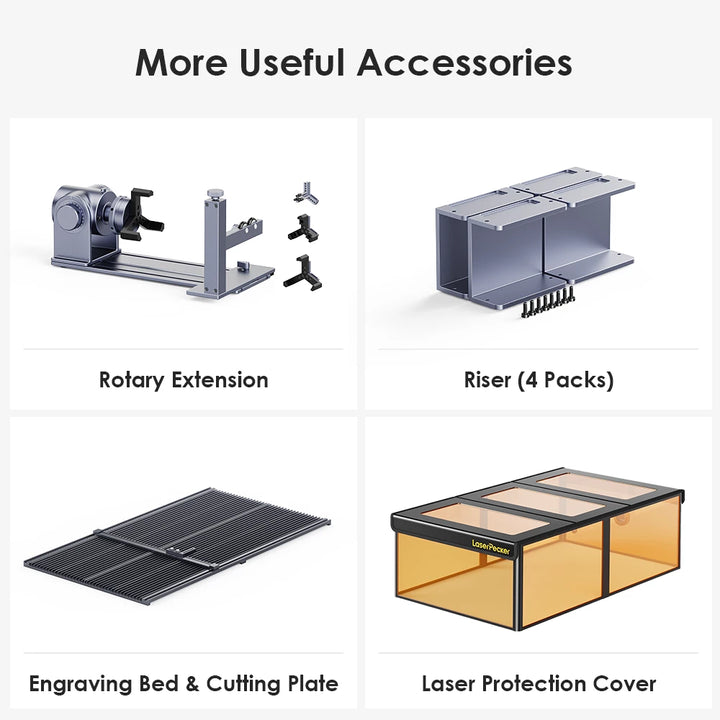 More Useful Accessories
Rotary Extension
Riser (4 Packs)
LaserPecker
Engraving Bed & Cutting Plate
Laser Protection Cover